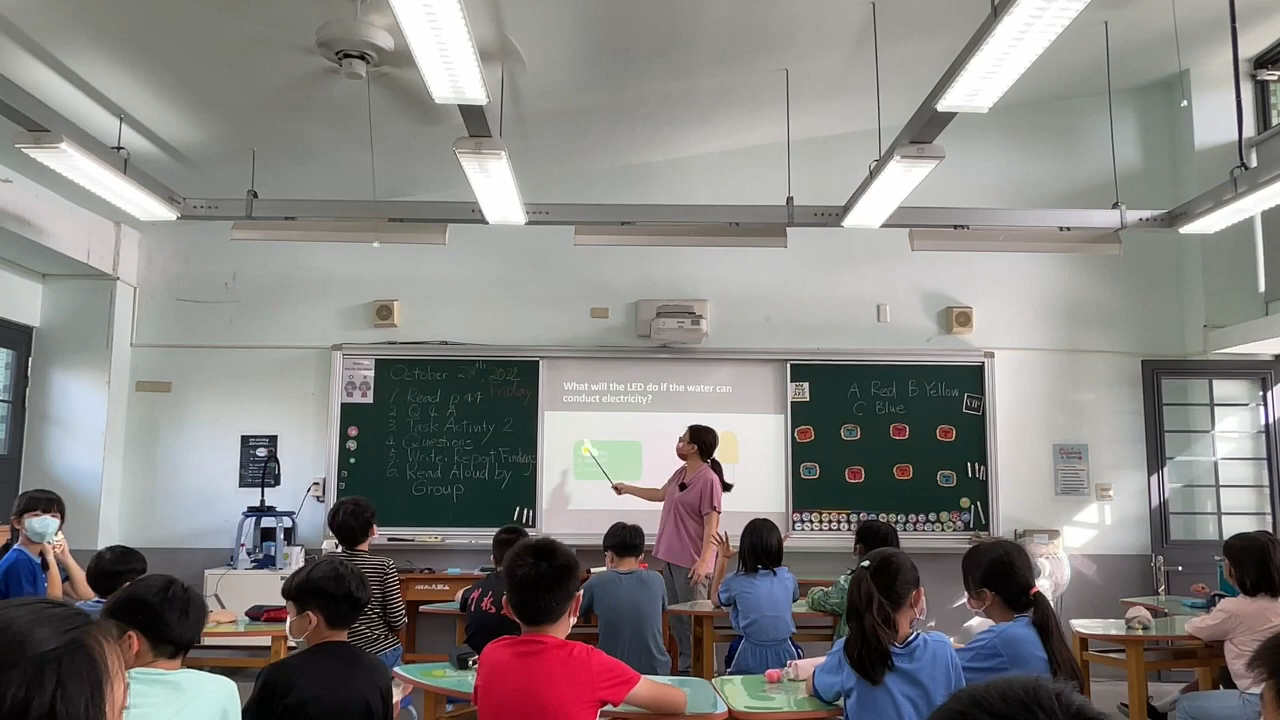 October 28th, 2022
Friday
1. Read p 47
2. Q & A
3. Task Activity 2
4. Questions
5. Write. Report Findings
6. Read Aloud by
Group
What will the LED do if the water can
conduct electricity?
A Red B Yellow
C Blue